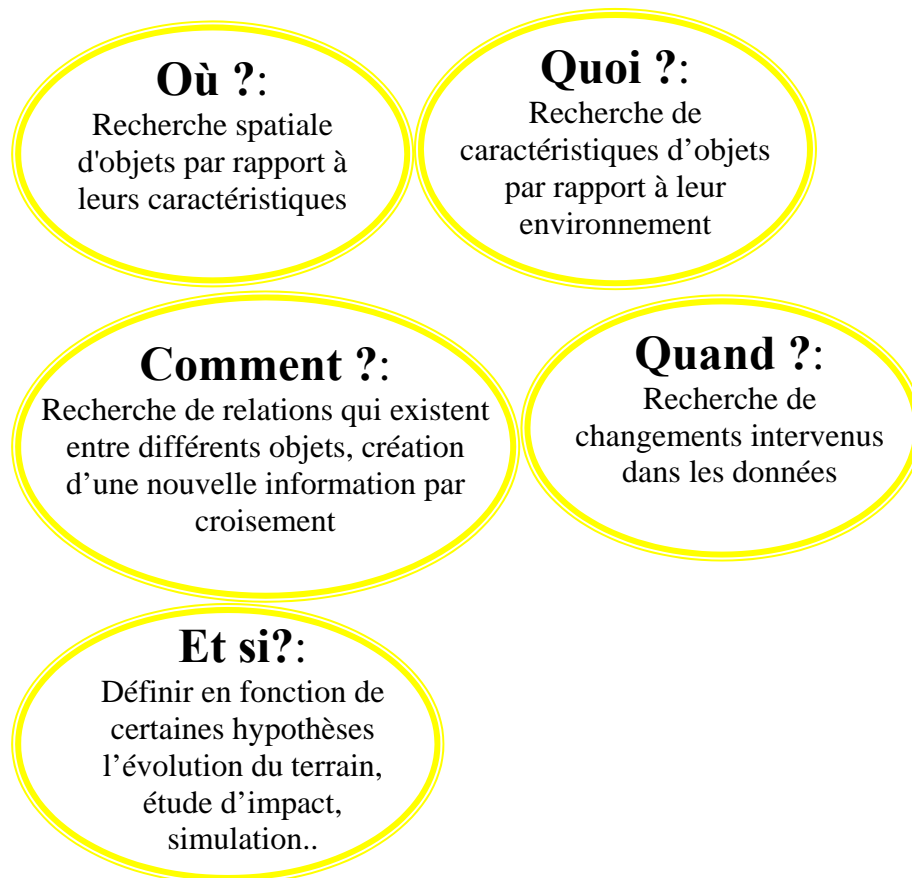 Où ?:
Recherche spatiale
d'objets par rapport à
leurs caractéristiques
Quoi ?:
Recherche de
caractéristiques d’objets
par rapport à leur
environnement
Comment ?:
Recherche de relations qui existent
entre différents objets, création
d’une nouvelle information par
croisement
Quand ?:
Recherche de
changements intervenus
dans les données
Et si?:
Définir en fonction de
certaines hypothèses
l’évolution du terrain,
étude d’impact,
simulation..